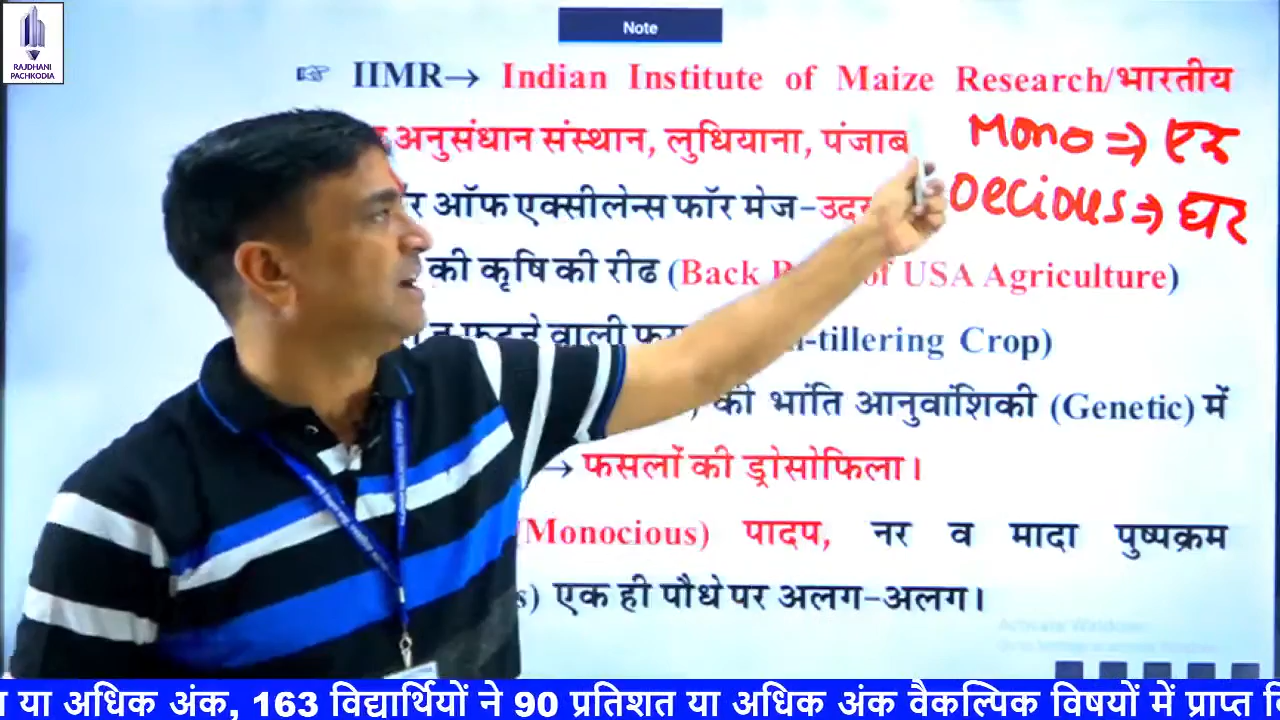 RAJDHANI
PACHKODIA
Note
☞ IIMR→ Indian Institute of Maize Research/भारतीय
अनुसंधान संस्थान, लुधियाना, पंजाब
Mono ⇒ एक
ऑफ एक्सीलेन्स फॉर मेज-
Oecious ⇒ घर
की कृषि की रीढ (Back of USA Agriculture)
वाली -tillering Crop)
की भांति आनुवांशिकी (Genetic) में
→ फसलों की ड्रोसोफिला।
(Monocious) पादप, नर व मादा पुष्पक्रम
s) एक ही पौधे पर अलग-अलग।
Activate Windows
या अधिक अंक, 163 विद्यार्थियों ने 90 प्रतिशत या अधिक अंक वैकल्पिक विषयों में प्राप्त